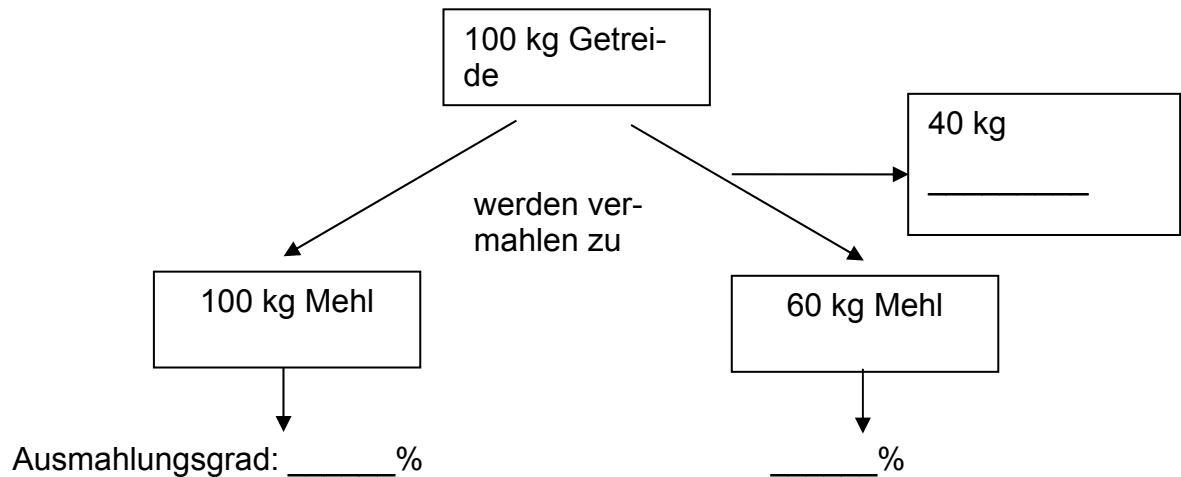 100 kg Getrei-
de
40 kg
_________
werden ver-
mahlen zu
100 kg Mehl
60 kg Mehl
Ausmahlungsgrad: ______%
______%